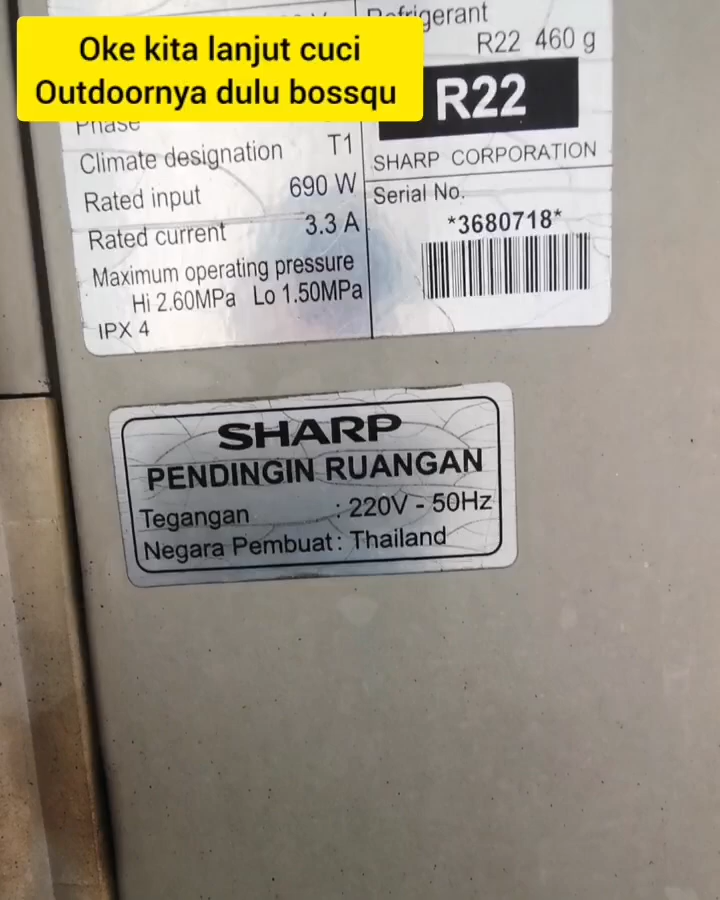 Oke kita lanjut cuci
Outdoornya dulu bossqu
Refrigerant
R22 460 g
R22
Phase
Climate designation T1
SHARP CORPORATION
Rated input 690 W
Serial No.
Rated current 3.3 A
*3680718*
Maximum operating pressure
Hi 2.60MPa Lo 1.50MPa
IPX 4
SHARP
PENDINGIN RUANGAN
Tegangan : 220V - 50Hz
Negara Pembuat : Thailand